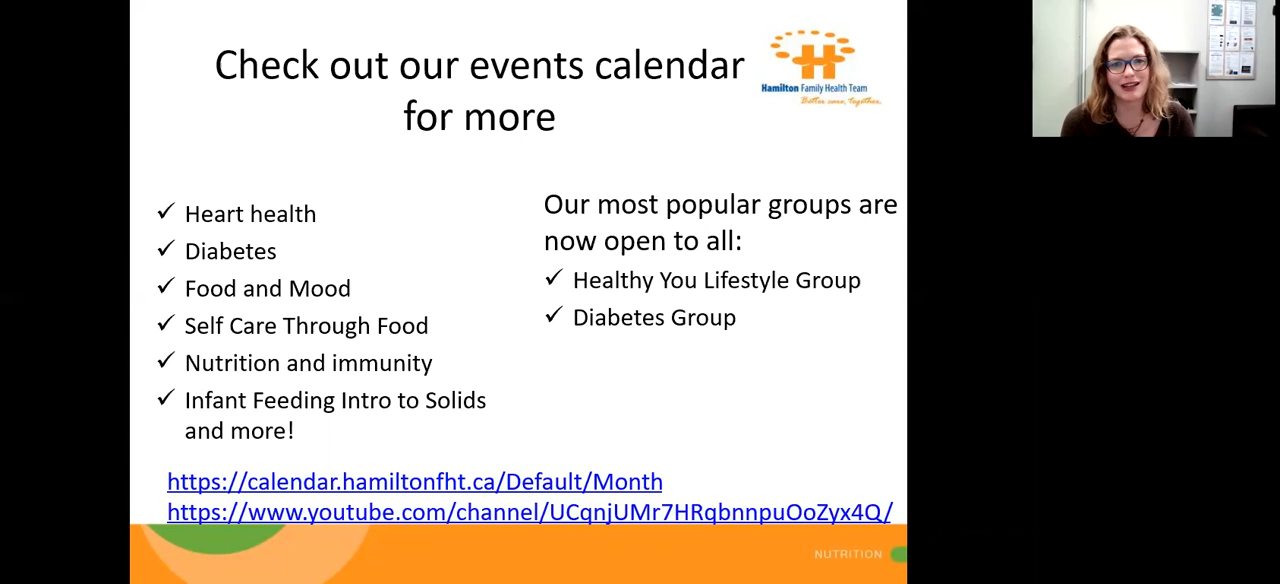 Check out our events calendar
for more
Hamilton Family Health Team
Better care, together.
✓ Heart health
✓ Diabetes
✓ Food and Mood
✓ Self Care Through Food
✓ Nutrition and immunity
✓ Infant Feeding Intro to Solids
and more!
Our most popular groups are
now open to all:
✓ Healthy You Lifestyle Group
✓ Diabetes Group
https://calendar.hamiltonfht.ca/Default/Month
https://www.youtube.com/channel/UCqnjUMr7HRqbnnpuOoZyx4Q/
NUTRITION